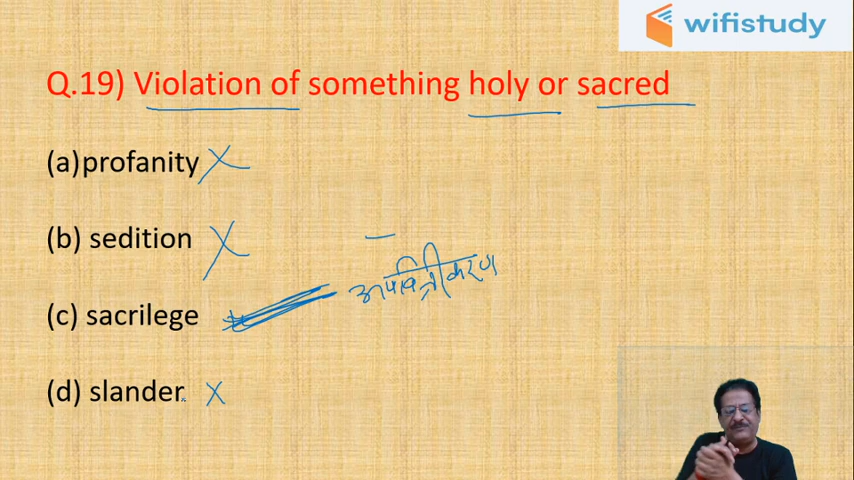 wifistudy
Q.19) Violation of something holy or sacred
(a)profanity
(b) sedition
(c) sacrilege
अपवित्रीकरण
(d) slander